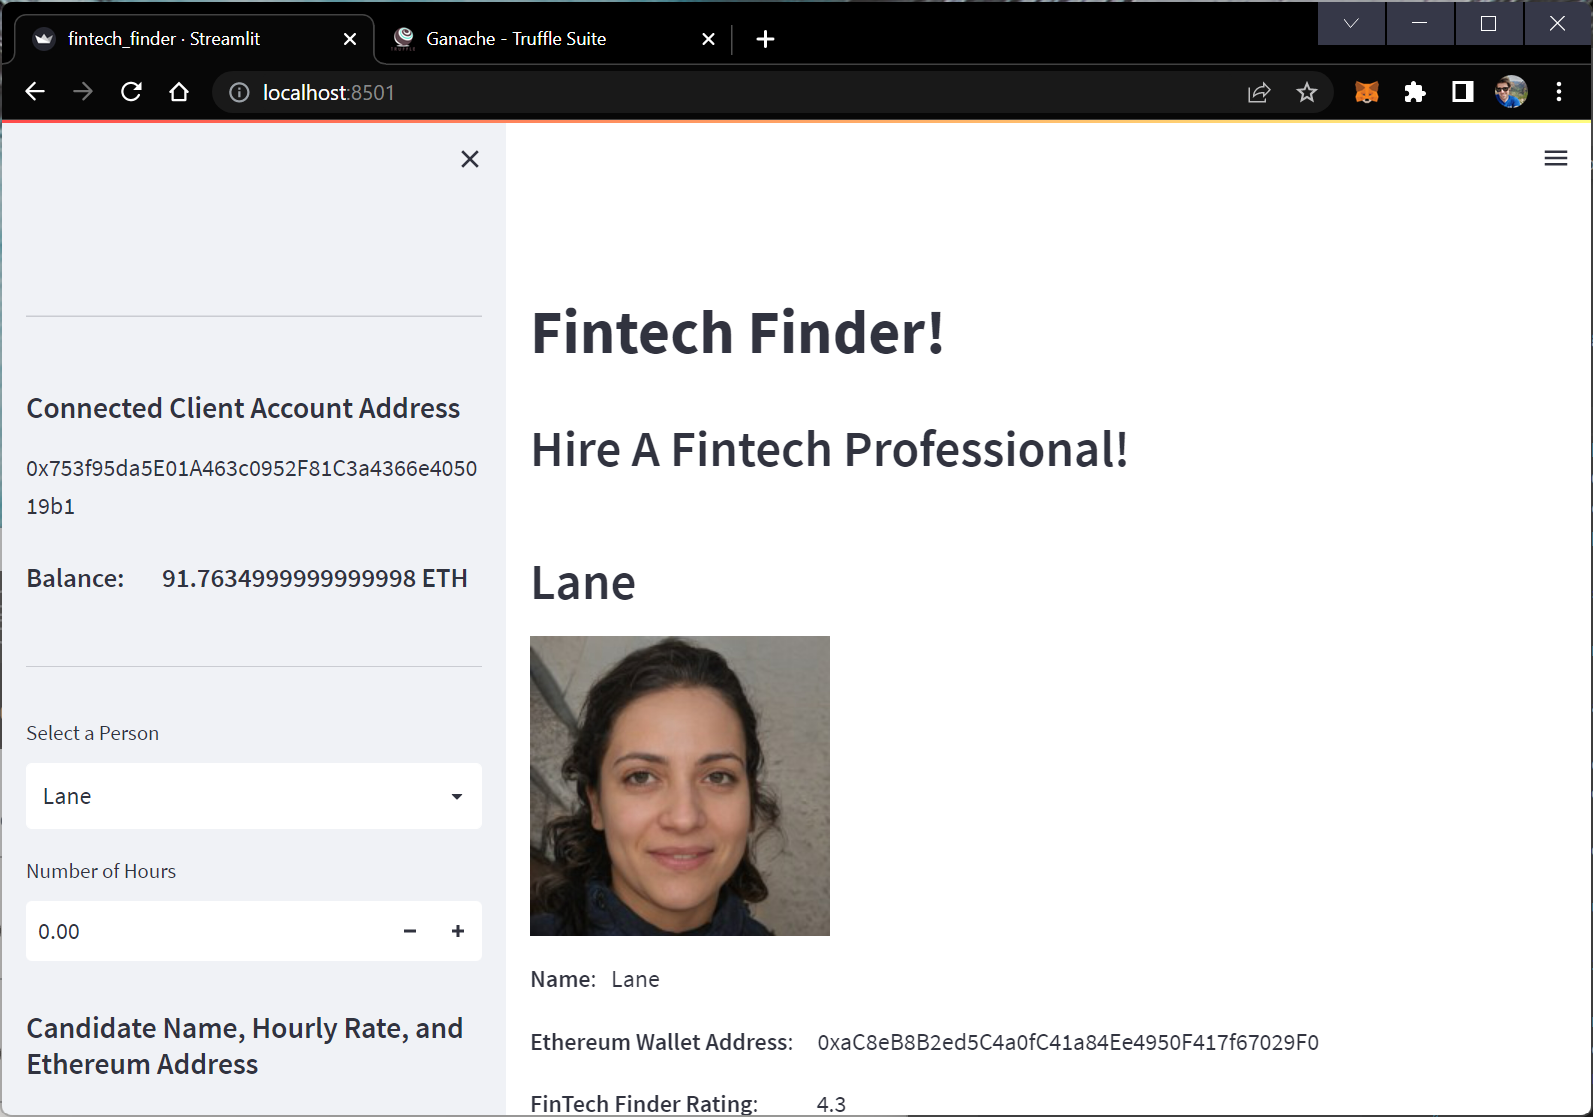 fintech_finder · Streamlit
Ganache - Truffle Suite
localhost:8501
Connected Client Account Address
0x753f95da5E01A463c0952F81C3a4366e4050
19b1
Balance: 91.7634999999999998 ETH
Select a Person
Lane
Number of Hours
0.00
Candidate Name, Hourly Rate, and
Ethereum Address
Fintech Finder!
Hire A Fintech Professional!
Lane
Name: Lane
Ethereum Wallet Address: 0xaC8eB8B2ed5C4a0fC41a84Ee4950F417f67029F0
FinTech Finder Rating: 4.3